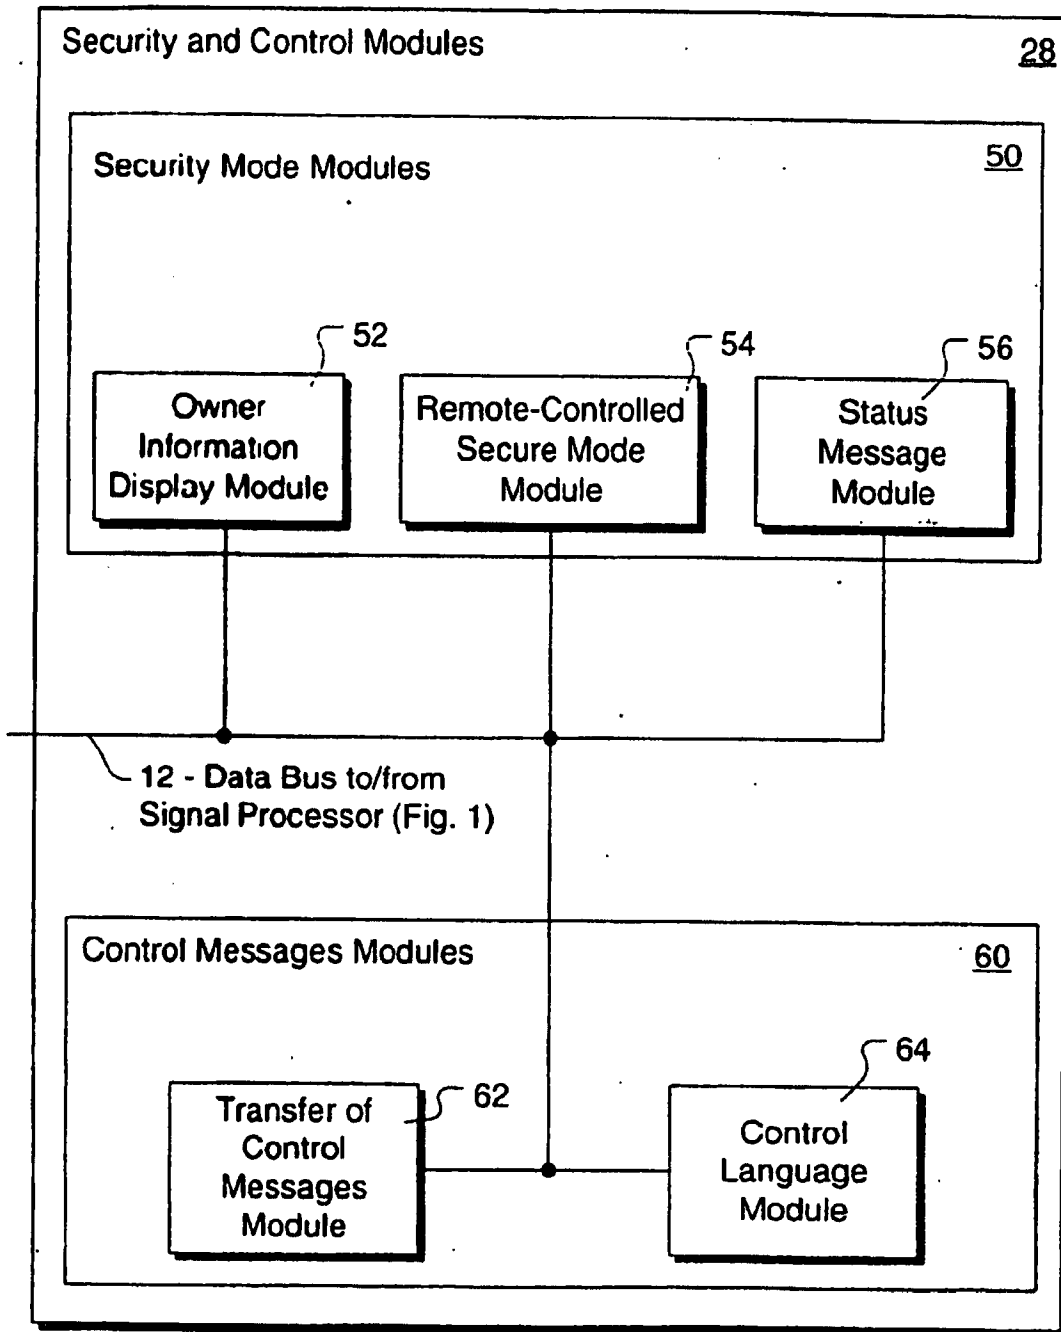 Security and Control Modules
28
Security Mode Modules
50
52
Owner
Information
Display Module
54
Remote-Controlled
Secure Mode
Module
56
Status
Message
Module
12 - Data Bus to/from
Signal Processor (Fig. 1)
Control Messages Modules
60
62
Transfer of
Control
Messages
Module
64
Control
Language
Module